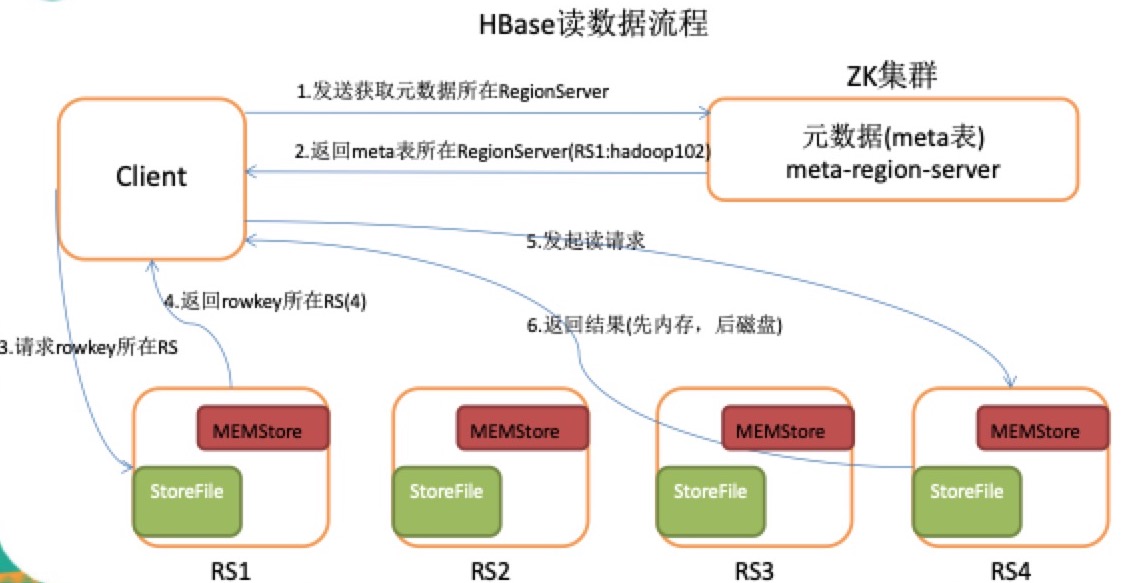 HBase读数据流程
ZK集群
1.发送获取元数据所在RegionServer
元数据(meta表)
meta-region-server
2.返回meta表所在RegionServer(RS1:hadoop102)
Client
5.发起读请求
4.返回rowkey所在RS(4)
6.返回结果(先内存，后磁盘)
3.请求rowkey所在RS
MEMStore
MEMStore
MEMStore
MEMStore
StoreFile
StoreFile
StoreFile
StoreFile
RS1
RS2
RS3
RS4